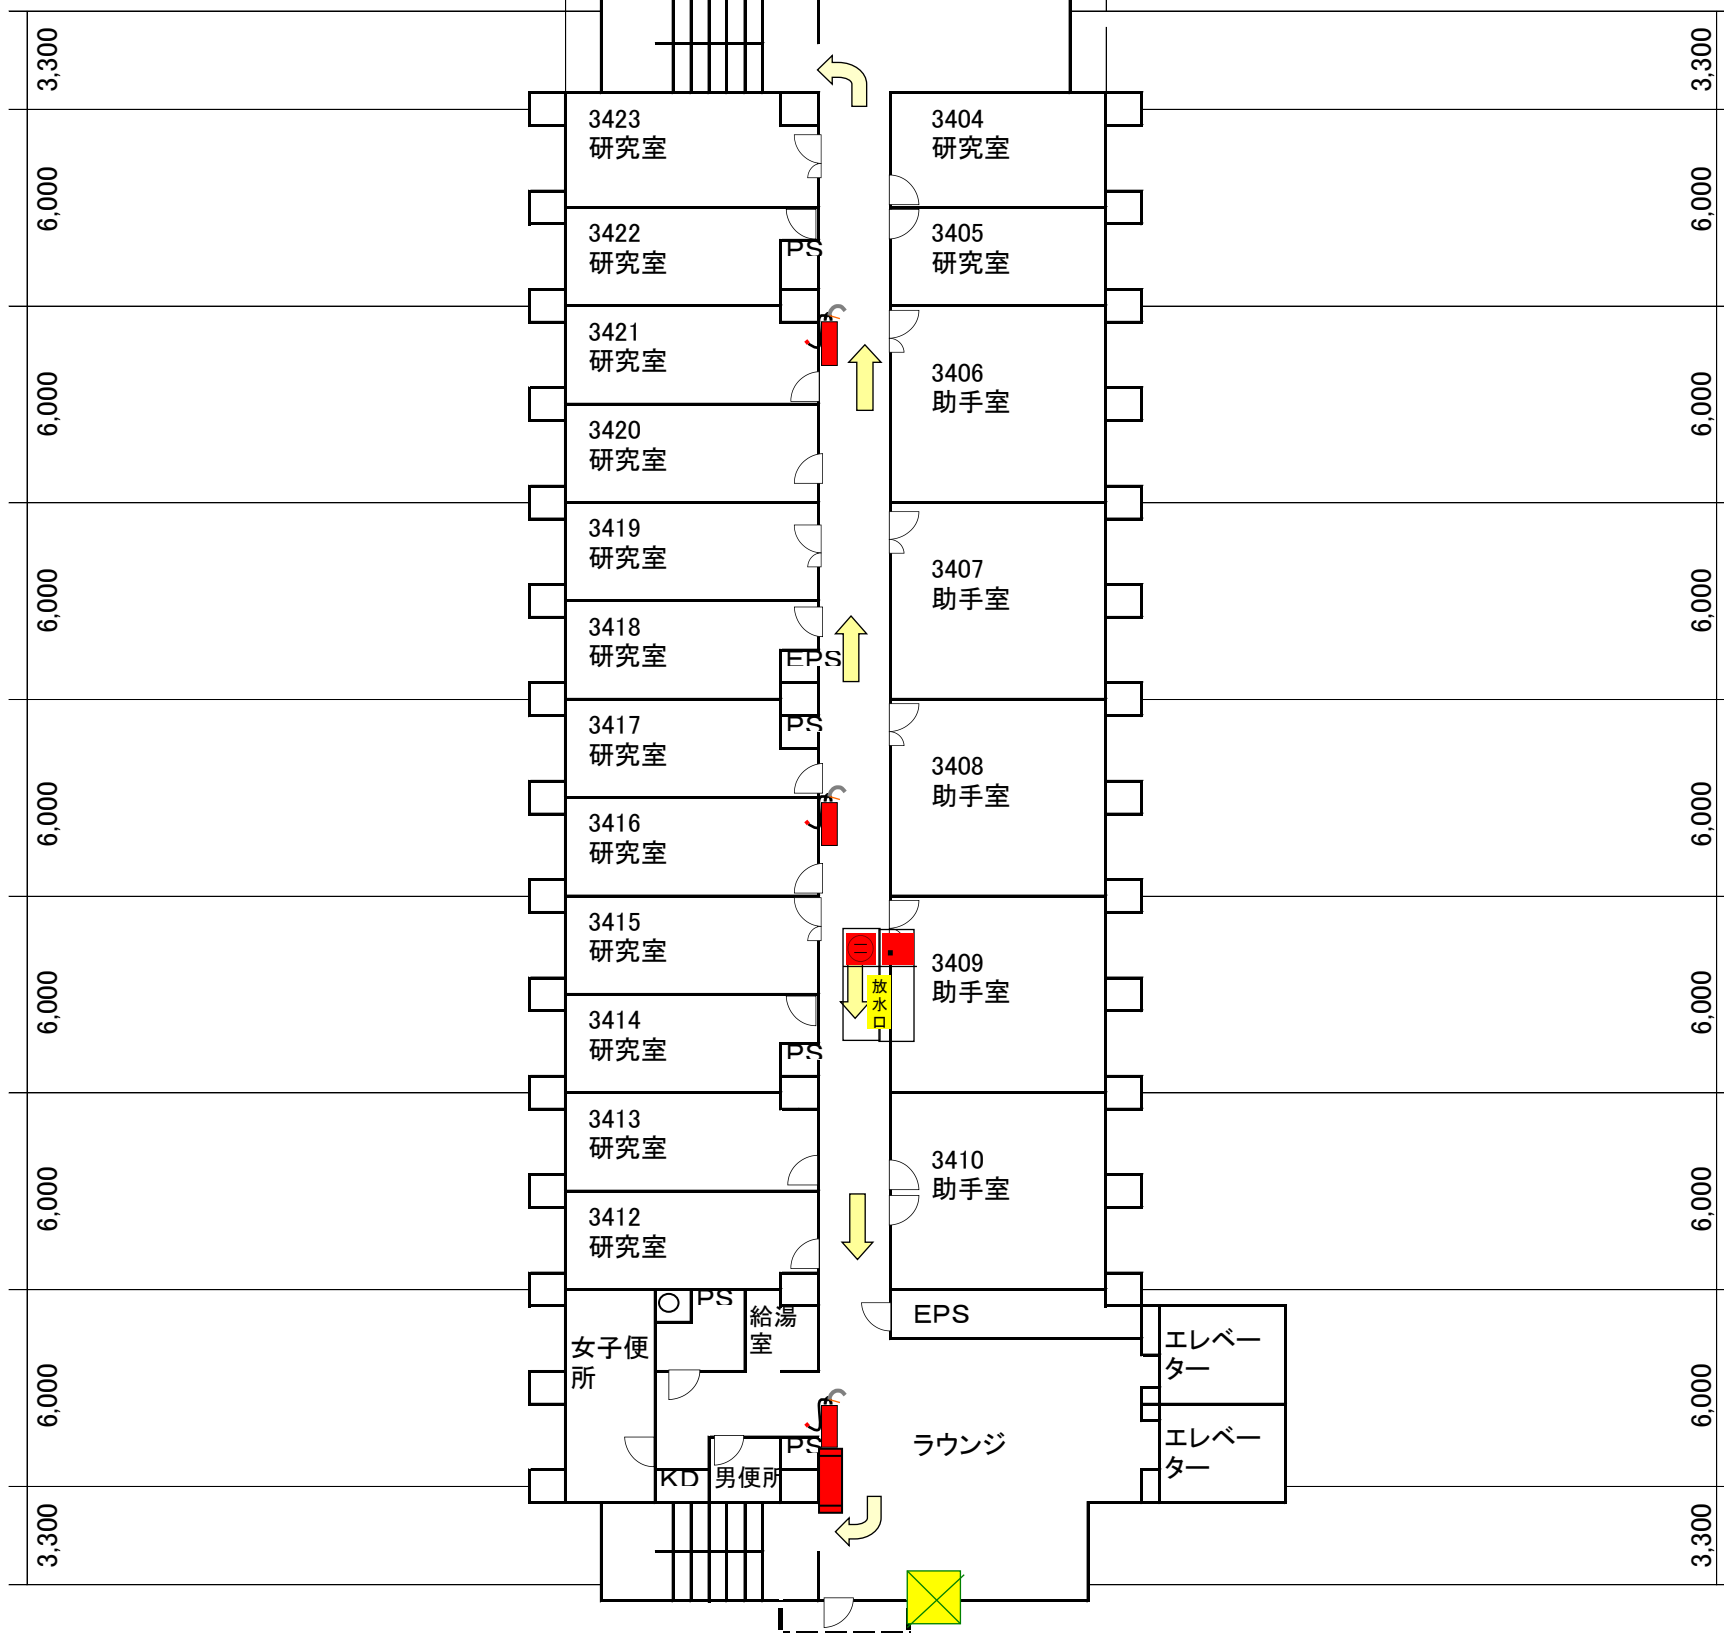 3,300
3,300
3423
研究室
3404
研究室
6,000
6,000
3422
研究室
PS
3405
研究室
3421
研究室
3406
助手室
6,000
6,000
3420
研究室
3419
研究室
3407
助手室
6,000
6,000
3418
研究室
EPS
3417
研究室
PS
3408
助手室
6,000
6,000
3416
研究室
3415
研究室
3409
助手室
放
水
口
6,000
6,000
3414
研究室
PS
3413
研究室
3410
助手室
6,000
6,000
3412
研究室
PS
給湯
室
EPS
女子便
所
エレベー
ター
6,000
6,000
PS
ラウンジ
エレベー
ター
KD
男便所
3,300
3,300